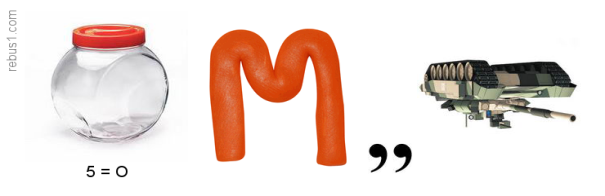 rebus1.com
M ,,
5 = О